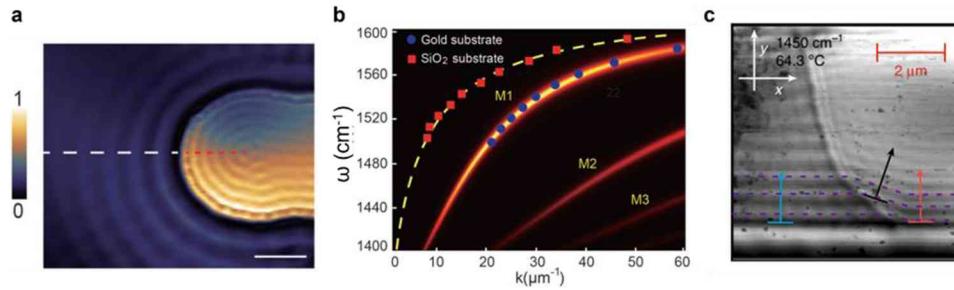 a
1
0
b
ω (cm⁻¹)
1600
1560
1520
1480
1440
1400
Gold substrate
SiO₂ substrate
M1
22
M2
M3
0 10 20 30 40 50 60
k(μm⁻¹)
c
1450 cm⁻¹
64.3 °C
y
x
2 μm